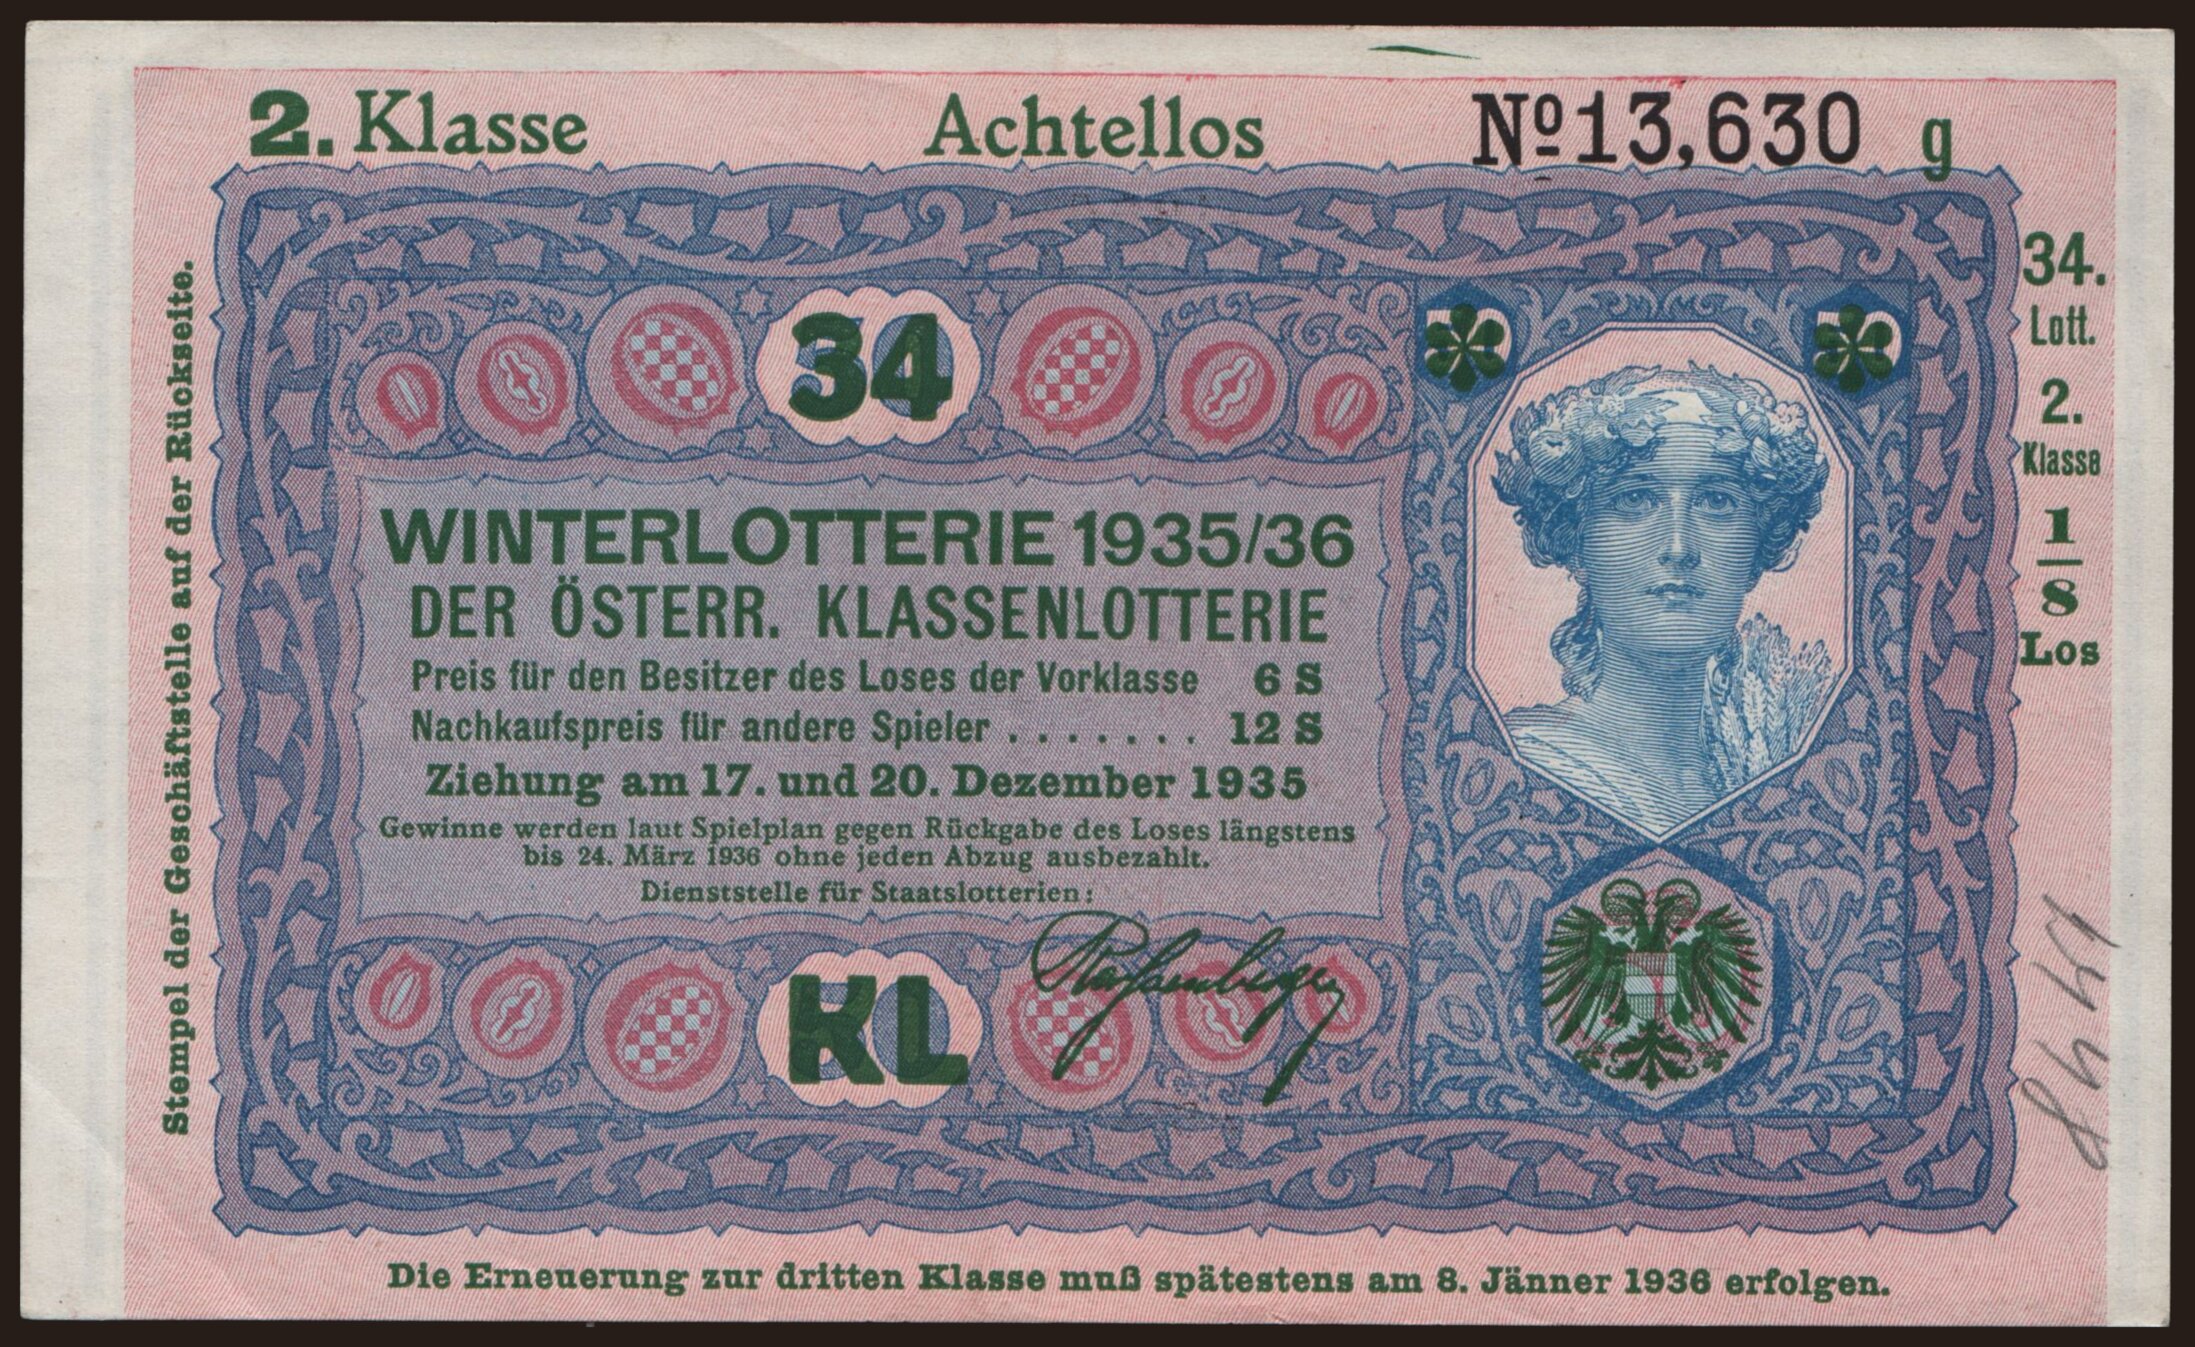 2. Klasse Achtellos Nº 13,630 g
34
WINTERLOTTERIE 1935/36
DER ÖSTERR. KLASSENLOTTERIE
Preis für den Besitzer des Loses der Vorklasse 6 S
Nachkaufspreis für andere Spieler . . . . . . . 12 S
Ziehung am 17. und 20. Dezember 1935
Gewinne werden laut Spielplan gegen Rückgabe des Loses längstens
bis 24. März 1936 ohne jeden Abzug ausbezahlt.
Dienststelle für Staatslotterien:
KL
Die Erneuerung zur dritten Klasse muß spätestens am 8. Jänner 1936 erfolgen.
Stempel der Geschäftsstelle auf der Rückseite.
34.
Lott.
2.
Klasse
1
8
Los